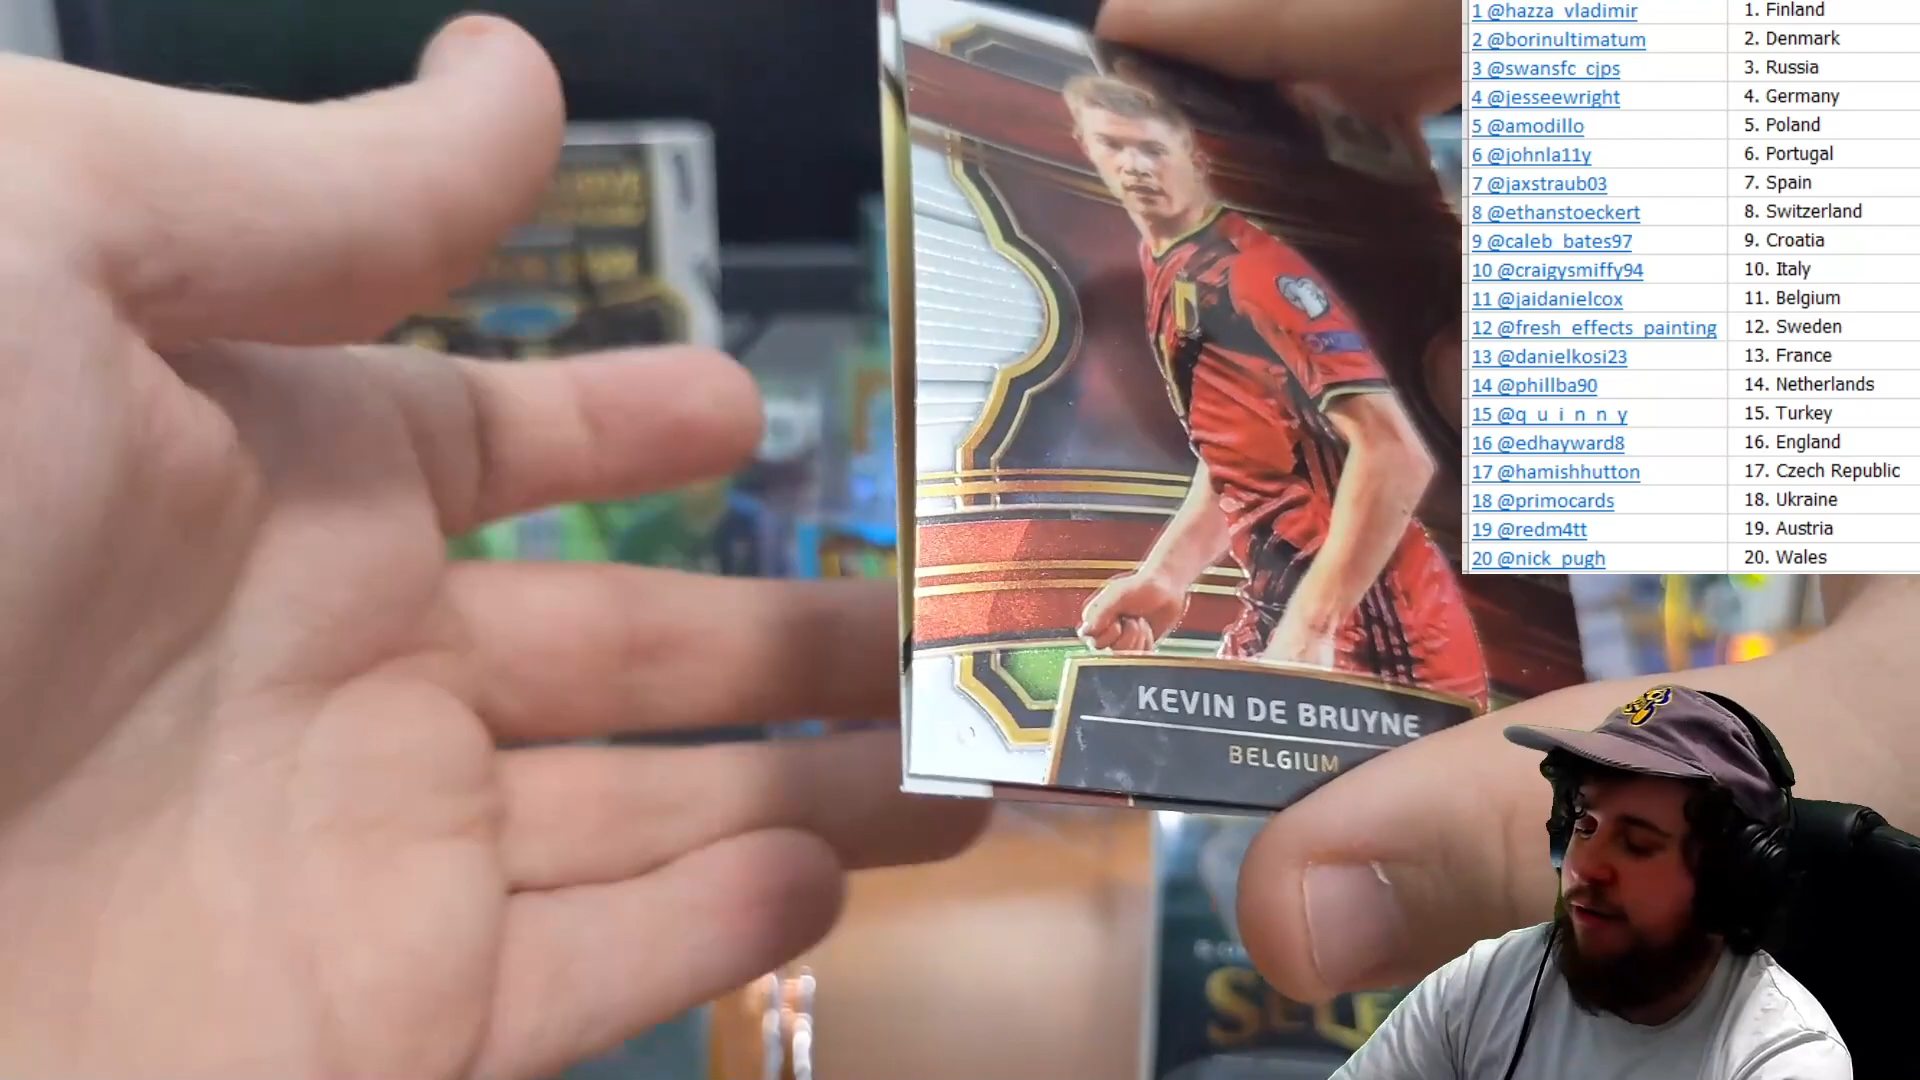 1 @hazza_vladimir 1. Finland
2 @borinultimatum 2. Denmark
3 @swansfc_cjps 3. Russia
4 @jesseewright 4. Germany
5 @amodillo 5. Poland
6 @johnla11y 6. Portugal
7 @jaxstraub03 7. Spain
8 @ethanstoeckert 8. Switzerland
9 @caleb_bates97 9. Croatia
10 @craigysmiffy94 10. Italy
11 @jaidanielcox 11. Belgium
12 @fresh_effects_painting 12. Sweden
13 @danielkosi23 13. France
14 @phillba90 14. Netherlands
15 @q_u_i_n_n_y 15. Turkey
16 @edhayward8 16. England
17 @hamishhutton 17. Czech Republic
18 @primocards 18. Ukraine
19 @redm4tt 19. Austria
20 @nick_pugh 20. Wales
KEVIN DE BRUYNE
BELGIUM